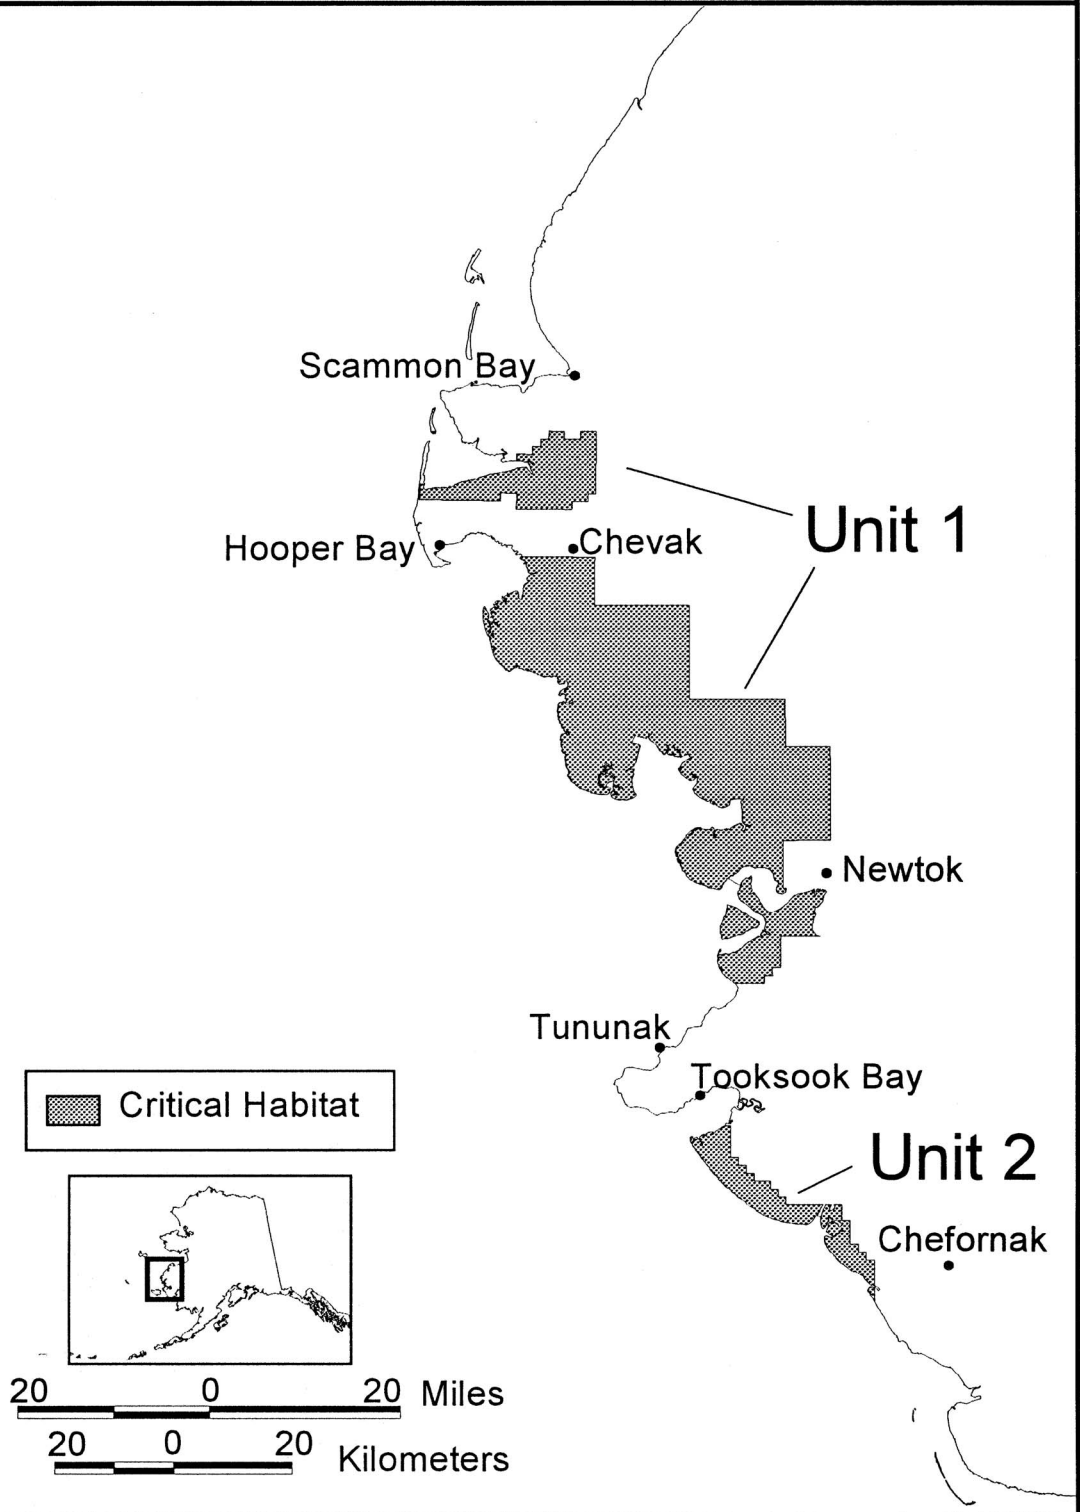 Scammon Bay
Unit 1
Hooper Bay
Chevak
Newtok
Tununak
Tooksook Bay
Critical Habitat
Unit 2
Chefornak
20 0 20 Miles
20 0 20 Kilometers